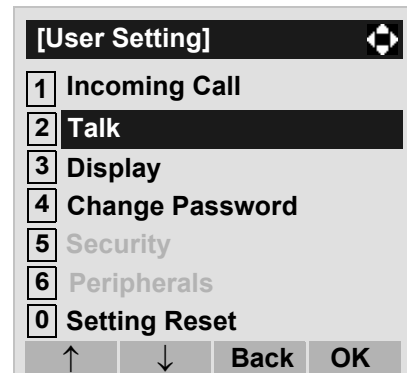 [User Setting]
1 Incoming Call
2 Talk
3 Display
4 Change Password
5 Security
6 Peripherals
0 Setting Reset
↑ ↓ Back OK